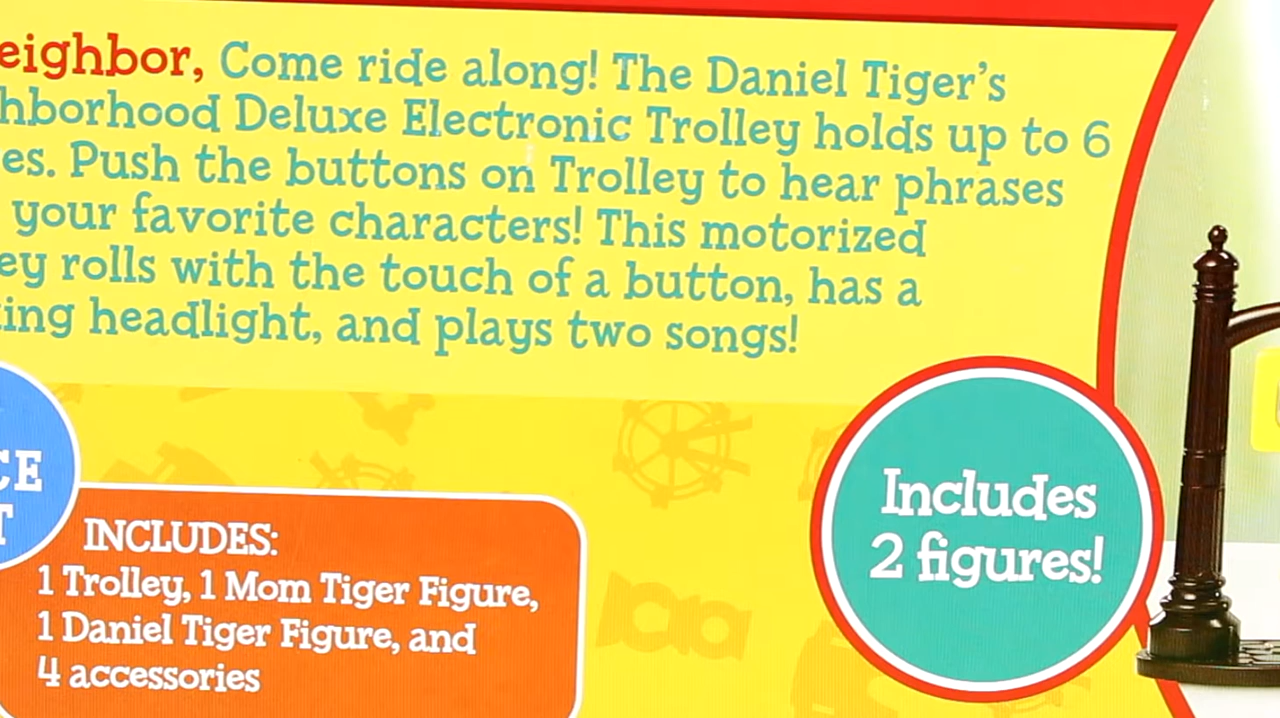 eighbor, Come ride along! The Daniel Tiger's
hborhood Deluxe Electronic Trolley holds up to 6
es. Push the buttons on Trolley to hear phrases
your favorite characters! This motorized
ey rolls with the touch of a button, has a
ing headlight, and plays two songs!
CE
T
INCLUDES:
1 Trolley, 1 Mom Tiger Figure,
1 Daniel Tiger Figure, and
4 accessories
Includes
2 figures!